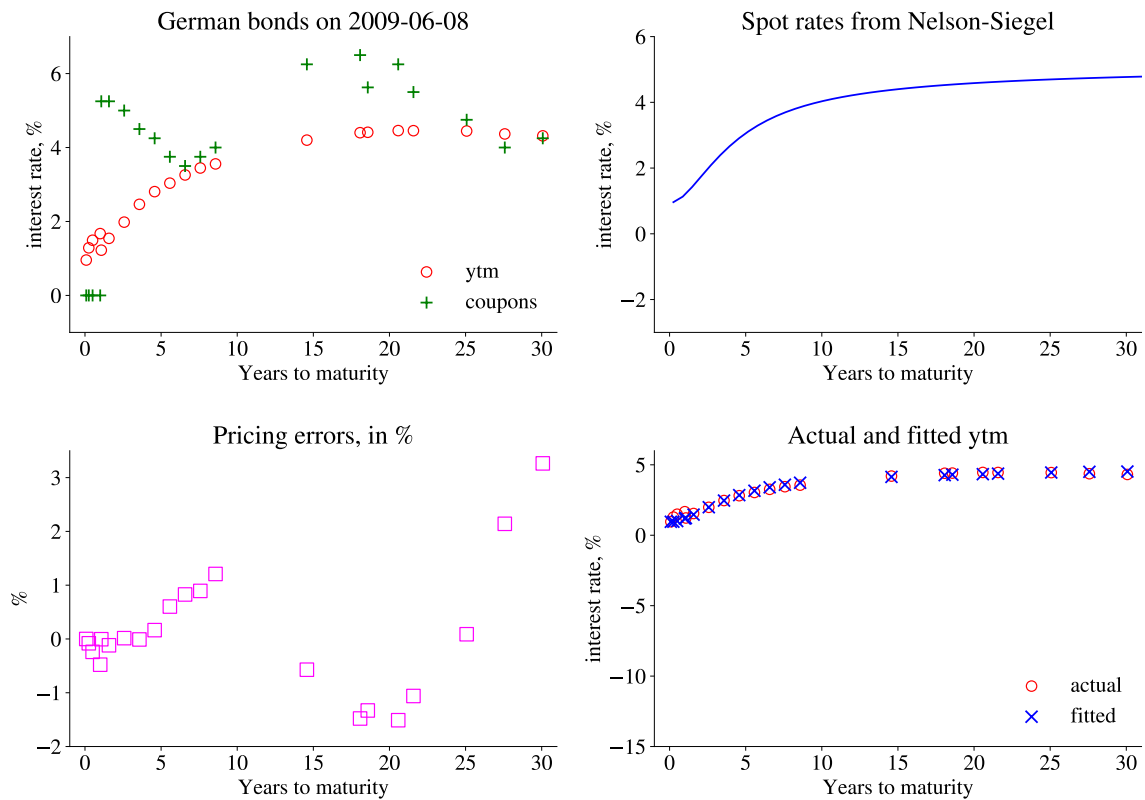 German bonds on 2009-06-08
interest rate, %
6
4
2
0
ytm
coupons
0 5 10 15 20 25 30
Years to maturity
Spot rates from Nelson-Siegel
interest rate, %
6
4
2
0
−2
0 5 10 15 20 25 30
Years to maturity
Pricing errors, in %
%
3
2
1
0
−1
−2
0 5 10 15 20 25 30
Years to maturity
Actual and fitted ytm
interest rate, %
5
0
−5
−10
−15
actual
fitted
0 5 10 15 20 25 30
Years to maturity